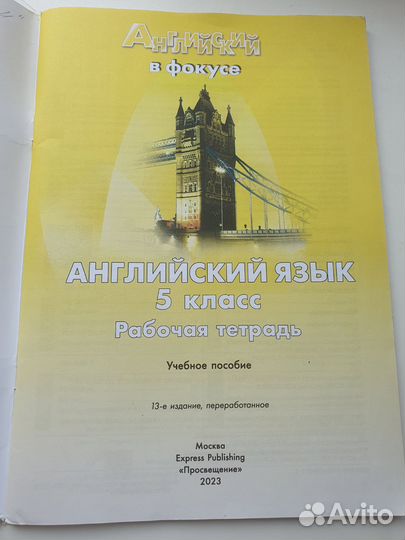 Английский
в фокусе
АНГЛИЙСКИЙ ЯЗЫК
5 класс
Рабочая тетрадь
Учебное пособие
13-е издание, переработанное
Москва
Express Publishing
«Просвещение»
2023
Avito